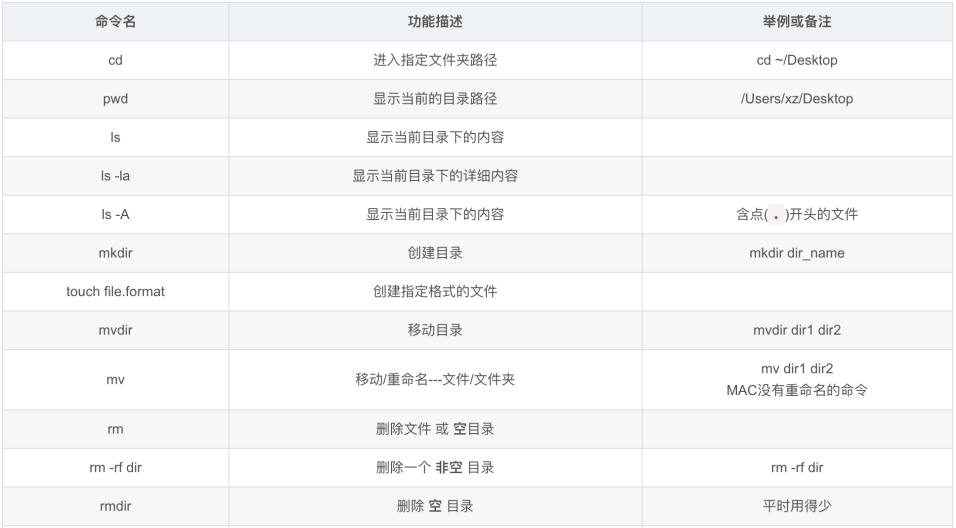 命令名 功能描述 举例或备注
cd 进入指定文件夹路径 cd ~/Desktop
pwd 显示当前的目录路径 /Users/xz/Desktop
ls 显示当前目录下的内容
ls -la 显示当前目录下的详细内容
ls -A 显示当前目录下的内容 含点( . )开头的文件
mkdir 创建目录 mkdir dir_name
touch file.format 创建指定格式的文件
mvdir 移动目录 mvdir dir1 dir2
mv 移动/重命名---文件/文件夹 mv dir1 dir2
MAC没有重命名的命令
rm 删除文件 或 空目录
rm -rf dir 删除一个 非空 目录 rm -rf dir
rmdir 删除 空 目录 平时用得少